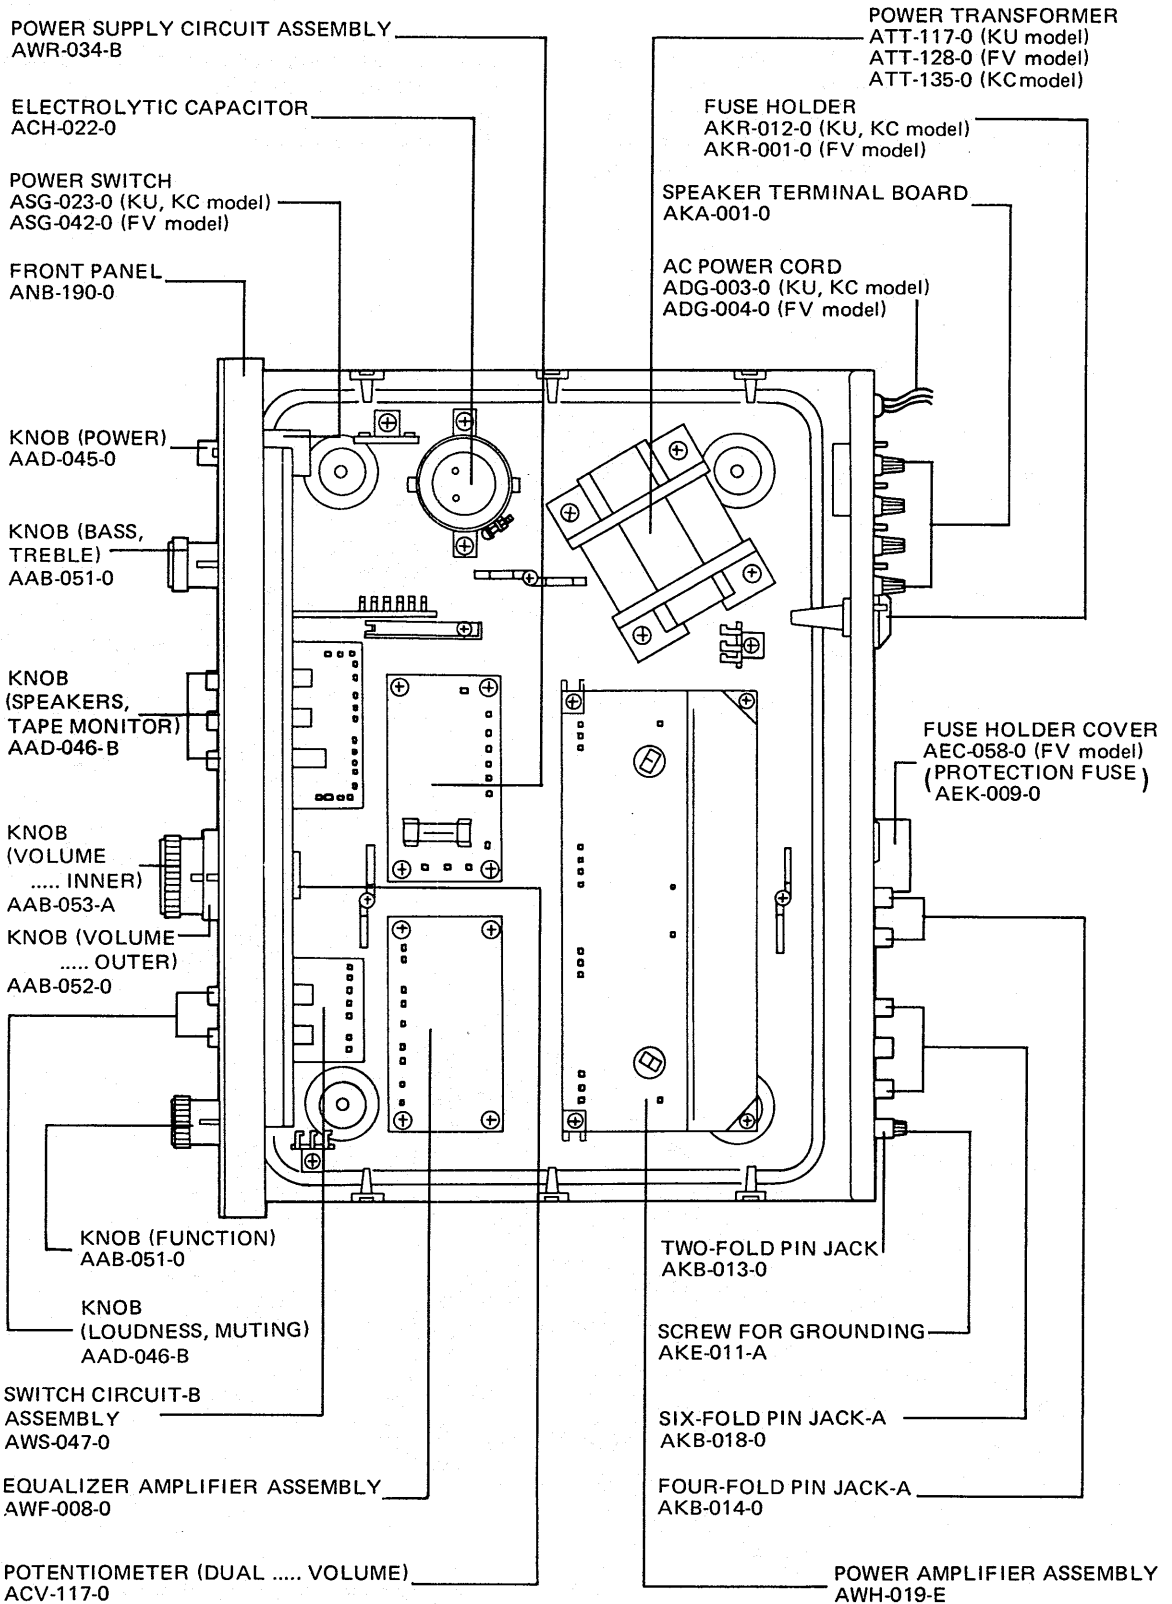 POWER SUPPLY CIRCUIT ASSEMBLY
AWR-034-B
ELECTROLYTIC CAPACITOR
ACH-022-0
POWER SWITCH
ASG-023-0 (KU, KC model)
ASG-042-0 (FV model)
FRONT PANEL
ANB-190-0
KNOB (POWER)
AAD-045-0
KNOB (BASS,
TREBLE)
AAB-051-0
KNOB
(SPEAKERS,
TAPE MONITOR)
AAD-046-B
KNOB
(VOLUME
..... INNER)
AAB-053-A
KNOB (VOLUME
..... OUTER)
AAB-052-0
KNOB (FUNCTION)
AAB-051-0
KNOB
(LOUDNESS, MUTING)
AAD-046-B
SWITCH CIRCUIT-B
ASSEMBLY
AWS-047-0
EQUALIZER AMPLIFIER ASSEMBLY
AWF-008-0
POTENTIOMETER (DUAL ..... VOLUME)
ACV-117-0
POWER TRANSFORMER
ATT-117-0 (KU model)
ATT-128-0 (FV model)
ATT-135-0 (KC model)
FUSE HOLDER
AKR-012-0 (KU, KC model)
AKR-001-0 (FV model)
SPEAKER TERMINAL BOARD
AKA-001-0
AC POWER CORD
ADG-003-0 (KU, KC model)
ADG-004-0 (FV model)
FUSE HOLDER COVER
AEC-058-0 (FV model)
(PROTECTION FUSE)
AEK-009-0
TWO-FOLD PIN JACK
AKB-013-0
SCREW FOR GROUNDING
AKE-011-A
SIX-FOLD PIN JACK-A
AKB-018-0
FOUR-FOLD PIN JACK-A
AKB-014-0
POWER AMPLIFIER ASSEMBLY
AWH-019-E